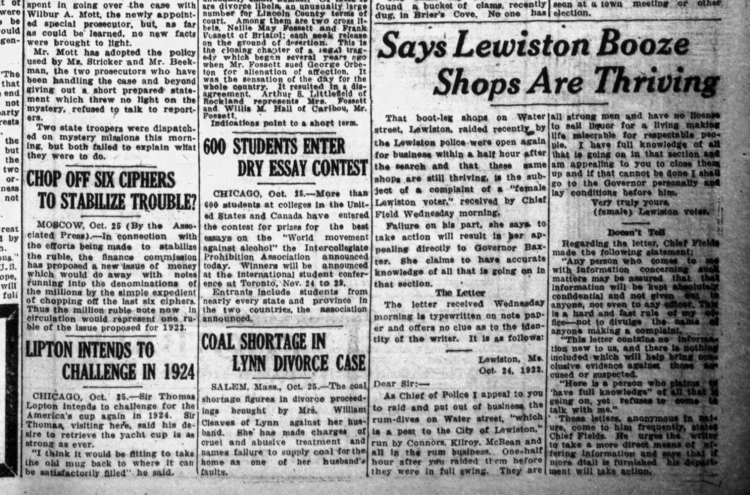 were
to be
would
gen-
"The
that
end
not
party
rests
the
but
the
two
or-
ness
not
reat
d by
n's
ons."
U.S.
ope,
will
full
spent in going over the case with
Wilbur A. Mott, the newly appoint-
ed special prosecutor, but, as far
as could be learned, no new facts
were brought to light.
Mr. Mott has adopted the policy
used by Ms. Stricker and Mr. Beek-
man, the two prosecutors who have
been handling the case and beyond
giving out a short prepared state-
ment which threw no light on the
mystery, refused to talk to report-
ers.
Two state troopers were dispatch-
ed on mystery missions this morn-
ing, but both failed to explain what
they were to do.
CHOP OFF SIX CIPHERS
TO STABILIZE TROUBLE?
MOSCOW, Oct. 25 (By the Asso-
ciated Press).—In connection with
the efforts being made to stabilize
the ruble, the finance commission
has proposed a new issue of money
which would do away with notes
running into the denominations of
the millions by the simple expedient
of chopping off the last six ciphers.
Thus the million ruble note now in
circulation would represent one ru-
ble of the issue proposed for 1923.
LIPTON INTENDS TO
CHALLENGE IN 1924
CHICAGO, Oct. 25.—Sir Thomas
Lopton intends to challenge for the
America's cup again in 1924. Sir
Thomas, visiting here, said his de-
sire to retrieve the yacht cup is as
strong as ever.
"I think it would be fitting to take
the old mug back to where it can
be satisfactorily filled" he said.
are divorce libels, an unusually
number for Lincoln County
court. Among them are two cross li-
bels, Nellie May Fossett and Frank
Fossett of Bristol; each seek release
on the ground of desertion. This is
the closing chapter of a
edy which began several years ago
when Mr. Fossett sued George Orbe-
ton for alienation of affection. It
was the sensation of the day for the
whole country. It resulted in a dis-
agreement. Arthur S. Littlefield of
Rockland represents Mrs. Fossett
and Willis M. Hall of Caribou, Mr.
Fossett.
Indications point to a short term.
600 STUDENTS ENTER
DRY ESSAY CONTEST
CHICAGO, Oct. 25.—More than
600 students at colleges in the Unit-
ed States and Canada have entered
the contest for prizes for the best
essays on the "World movement
against alcohol" the Intercollegiate
Prohibition Association announced
today. Winners will be announced
at the international student confer-
ence at Toronto, Nov. 24 to 29.
Entrants include students from
nearly every state and province in
the two countries, the association
announced.
COAL SHORTAGE IN
LYNN DIVORCE CASE
SALEM, Mass., Oct. 25.—The coal
shortage figures in divorce proceed-
ings brought by Mrs. William
Cleaves of Lynn against her hus-
band. She has made charges of
cruel and abusive treatment and
names failure to supply coal for the
home as one of her husband's
faults.
found a bucket of clams, recently
dug, in Brier's Cove. No one has
seen at a town meeting or other
election.
Says Lewiston Booze
Shops Are Thriving
That boot-leg shops on Water
street, Lewiston, raided recently by
the Lewiston police were open again
for business within a half hour after
the search and that these same
shops are still thriving, is the sub-
ject of a complaint of a "female
Lewiston voter," received by Chief
Field Wednesday morning.
Failure on his part, she says to
take action will result in her ap-
pealing directly to Governor Bax-
ter. She claims to have accurate
knowledge of all that is going on in
that section.
The Letter
The letter received Wednesday
morning is typewritten on note pap-
er and offers no clue as to the iden-
tity of the writer. It is as follows:
Lewiston, Me.
Oct. 24, 1922.
Dear Sir:—
As Chief of Police I appeal to you
to raid and put out of business the
rum-dives on Water street, "which
is a pest to the City of Lewiston,"
run by Connors, Kilroy, McBean and
all in the rum business. One-half
hour after you raided them before
they were in full swing. They are
all strong men and have no license
to sell liquor for a living making
life miserable for respectable peo-
ple. I have full knowledge of all
that is going on in that section and
am appealing to you to close them
up and if that cannot be done I shall
go to the Governor personally and
lay conditions before him.
Very truly yours,
(female) Lewiston voter.
Doesn't Tell
Regarding the letter, Chief Field
made the following statement:
"Any person who comes to me
with information concerning such
matters may be assured that that
information will be kept absolutely
confidential and not given out to
anyone, not even to any officer. This
is a hard and fast rule of my of-
fice—not to divulge the name of
anyone making a complaint.
"This letter contains no informa-
tion new to us, and there is nothing
included which will help bring con-
clusive evidence against those ac-
cused or suspected.
"Here is a person who claims to
'have full knowledge' of all that is
going on, yet refuses to come and
talk with me."
These letters, anonymous in na-
ture, come to him frequently, states
Chief Fields. He urges the writer
to take a more direct means of of-
fering information and says that if
more dtail is furnished his depart-
ment will take action.